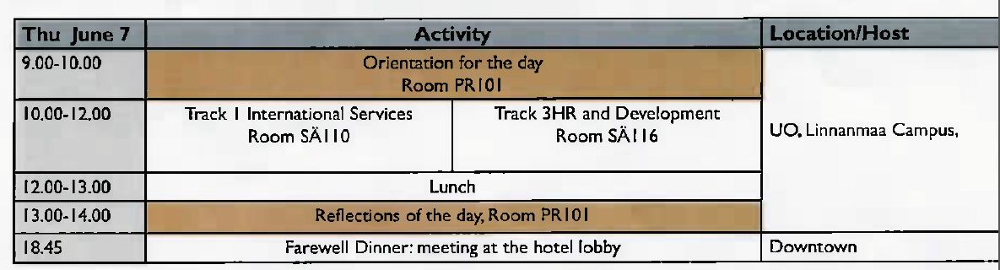 Thu June 7 Activity Location/Host
9.00-10.00 Orientation for the day
Room PR101
10.00-12.00 Track 1 International Services Track 3HR and Development
Room SÄ110 Room SÄ116
UO, Linnanmaa Campus,
12.00-13.00 Lunch
13.00-14.00 Reflections of the day, Room PR101
18.45 Farewell Dinner: meeting at the hotel lobby Downtown